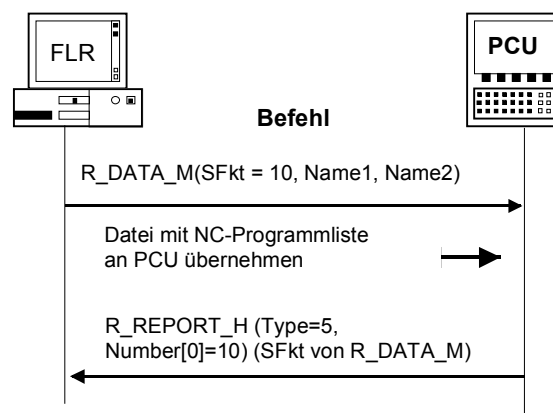 FLR
PCU
Befehl
R_DATA_M(SFkt = 10, Name1, Name2)
Datei mit NC-Programmliste
an PCU übernehmen
R_REPORT_H (Type=5,
Number[0]=10) (SFkt von R_DATA_M)